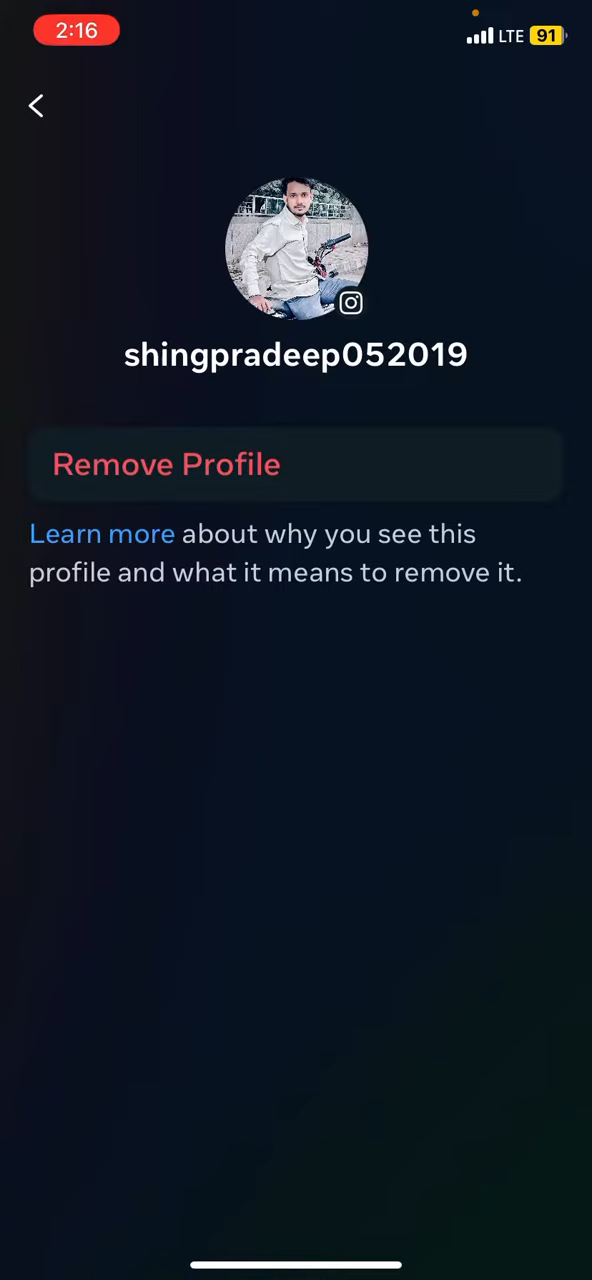 2:16
LTE 91
shingpradeep052019
Remove Profile
Learn more about why you see this
profile and what it means to remove it.